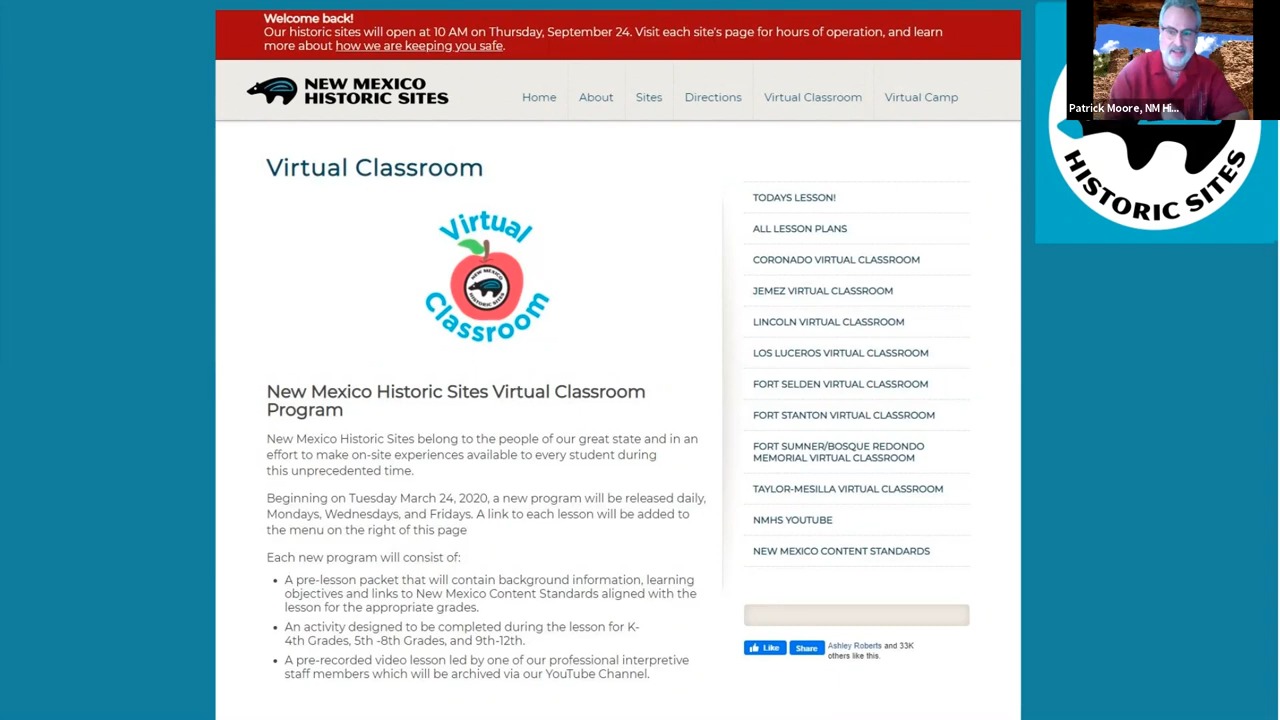 Welcome back!
Our historic sites will open at 10 AM on Thursday, September 24. Visit each site's page for hours of operation, and learn
more about how we are keeping you safe.
Patrick Moore, NM Hi...
NEW MEXICO
HISTORIC SITES
Home
About
Sites
Directions
Virtual Classroom
Virtual Camp
HISTORIC SITES
Virtual Classroom
Virtual
NEW MEXICO
HISTORIC SITES
Classroom
New Mexico Historic Sites Virtual Classroom
Program
New Mexico Historic Sites belong to the people of our great state and in an
effort to make on-site experiences available to every student during
this unprecedented time.
Beginning on Tuesday March 24, 2020, a new program will be released daily,
Mondays, Wednesdays, and Fridays. A link to each lesson will be added to
the menu on the right of this page
Each new program will consist of:
• A pre-lesson packet that will contain background information, learning
objectives and links to New Mexico Content Standards aligned with the
lesson for the appropriate grades.
• An activity designed to be completed during the lesson for K-
4th Grades, 5th -8th Grades, and 9th-12th.
• A pre-recorded video lesson led by one of our professional interpretive
staff members which will be archived via our YouTube Channel.
TODAYS LESSON!
ALL LESSON PLANS
CORONADO VIRTUAL CLASSROOM
JEMEZ VIRTUAL CLASSROOM
LINCOLN VIRTUAL CLASSROOM
LOS LUCEROS VIRTUAL CLASSROOM
FORT SELDEN VIRTUAL CLASSROOM
FORT STANTON VIRTUAL CLASSROOM
FORT SUMNER/BOSQUE REDONDO
MEMORIAL VIRTUAL CLASSROOM
TAYLOR-MESILLA VIRTUAL CLASSROOM
NMHS YOUTUBE
NEW MEXICO CONTENT STANDARDS
Like
Share
Ashley Roberts and 33K
others like this.